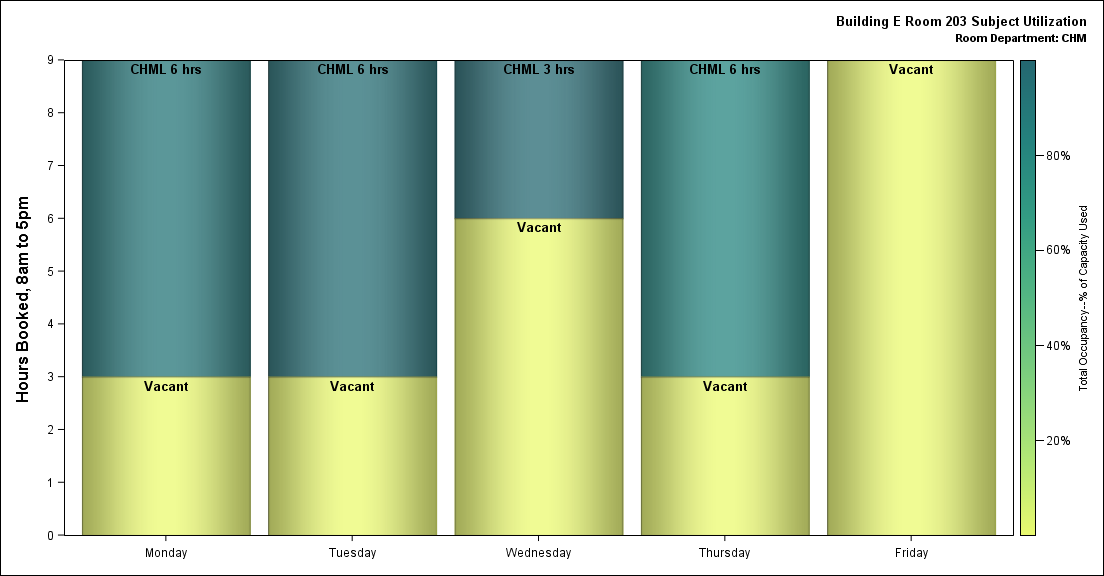 Building E Room 203 Subject Utilization
Room Department: CHM
Hours Booked, 8am to 5pm
9
8
7
6
5
4
3
2
1
0
CHML 6 hrs
Vacant
CHML 6 hrs
Vacant
CHML 3 hrs
Vacant
CHML 6 hrs
Vacant
Vacant
Monday
Tuesday
Wednesday
Thursday
Friday
80%
60%
40%
20%
Total Occupancy--% of Capacity Used